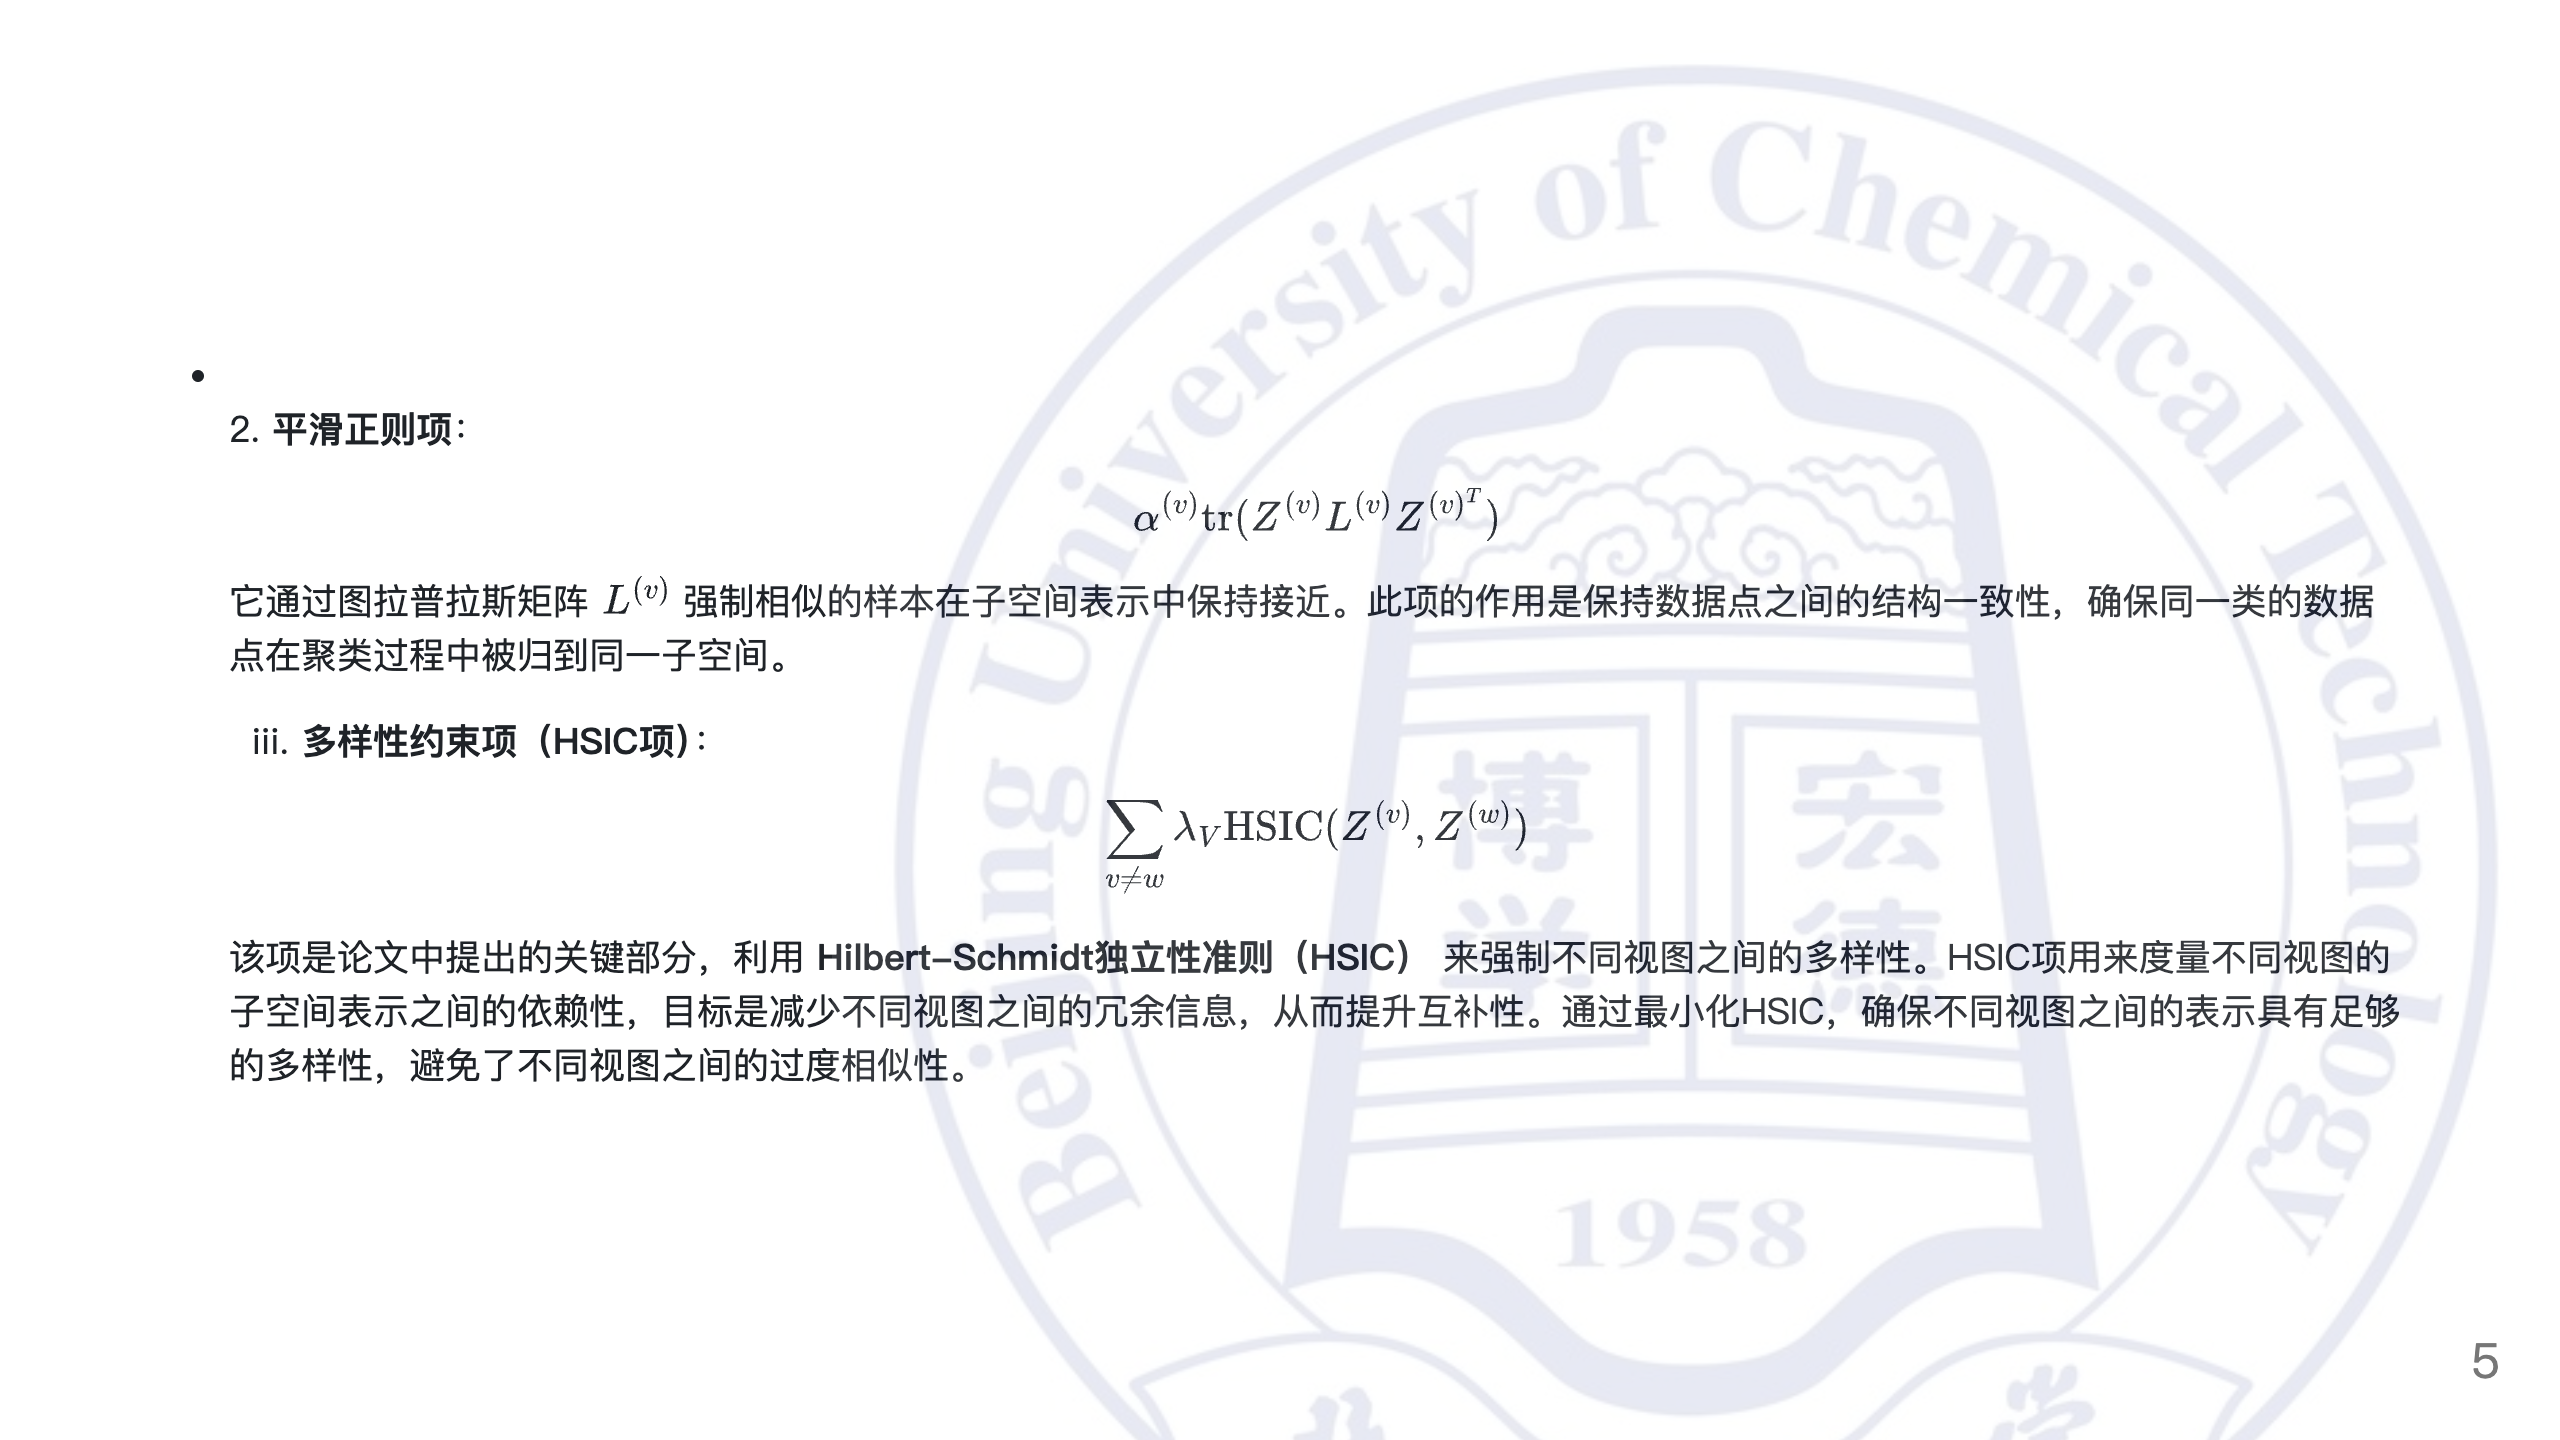 •
2. 平滑正则项：
α^{(v)}tr(Z^{(v)}L^{(v)}Z^{(v)^T})
它通过图拉普拉斯矩阵 L^{(v)} 强制相似的样本在子空间表示中保持接近。此项的作用是保持数据点之间的结构一致性，确保同一类的数据
点在聚类过程中被归到同一子空间。
iii. 多样性约束项（HSIC项）：
∑_{v≠w} λ_V HSIC(Z^{(v)}, Z^{(w)})
该项是论文中提出的关键部分，利用 Hilbert–Schmidt独立性准则（HSIC） 来强制不同视图之间的多样性。HSIC项用来度量不同视图的
子空间表示之间的依赖性，目标是减少不同视图之间的冗余信息，从而提升互补性。通过最小化HSIC，确保不同视图之间的表示具有足够
的多样性，避免了不同视图之间的过度相似性。
Beijing University of Chemical Technology
宏德
博学
1958
5